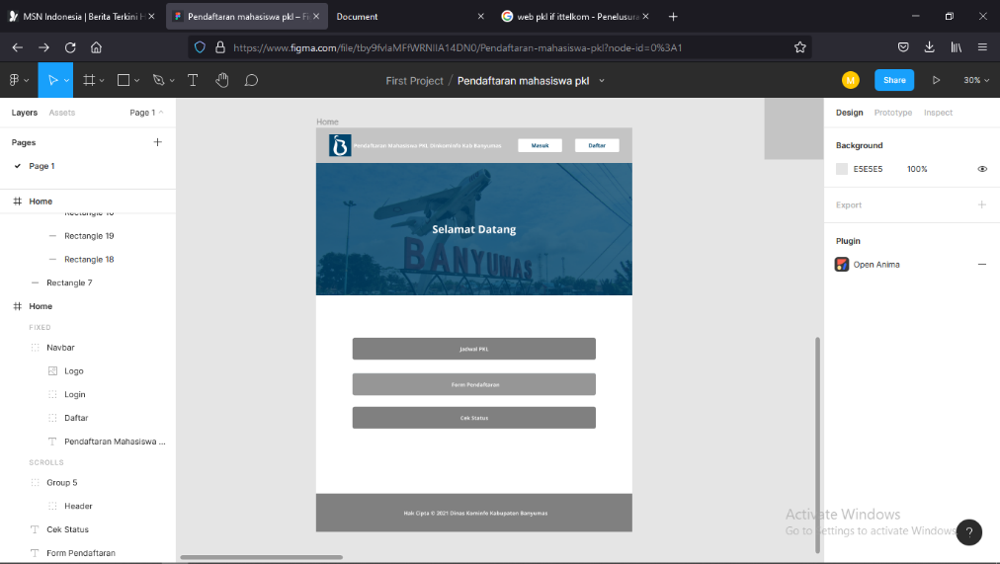 MSN Indonesia | Berita Terkini H
Pendaftaran mahasiswa pkl – Fi
Document
web pkl if ittelkom - Penelusura
https://www.figma.com/file/tby9fvlaMFfWRNIIA14DN0/Pendaftaran-mahasiswa-pkl?node-id=0%3A1
First Project / Pendaftaran mahasiswa pkl
M
Share
30%
Layers
Assets
Page 1
Pages
Page 1
Home
Rectangle 19
Rectangle 18
Rectangle 7
Home
FIXED
Navbar
Logo
Login
Daftar
Pendaftaran Mahasiswa ...
SCROLLS
Group 5
Header
Cek Status
Form Pendaftaran
Home
Pendaftaran Mahasiswa PKL Dinkominfo Kab Banyumas
Masuk
Daftar
Selamat Datang
BANYUMAS
Jadwal PKL
Form Pendaftaran
Cek Status
Hak Cipta © 2021 Dinas Kominfo Kabupaten Banyumas
Design
Prototype
Inspect
Background
E5E5E5
100%
Export
Plugin
Open Anima
Activate Windows
Go to Settings to activate Windows.
?